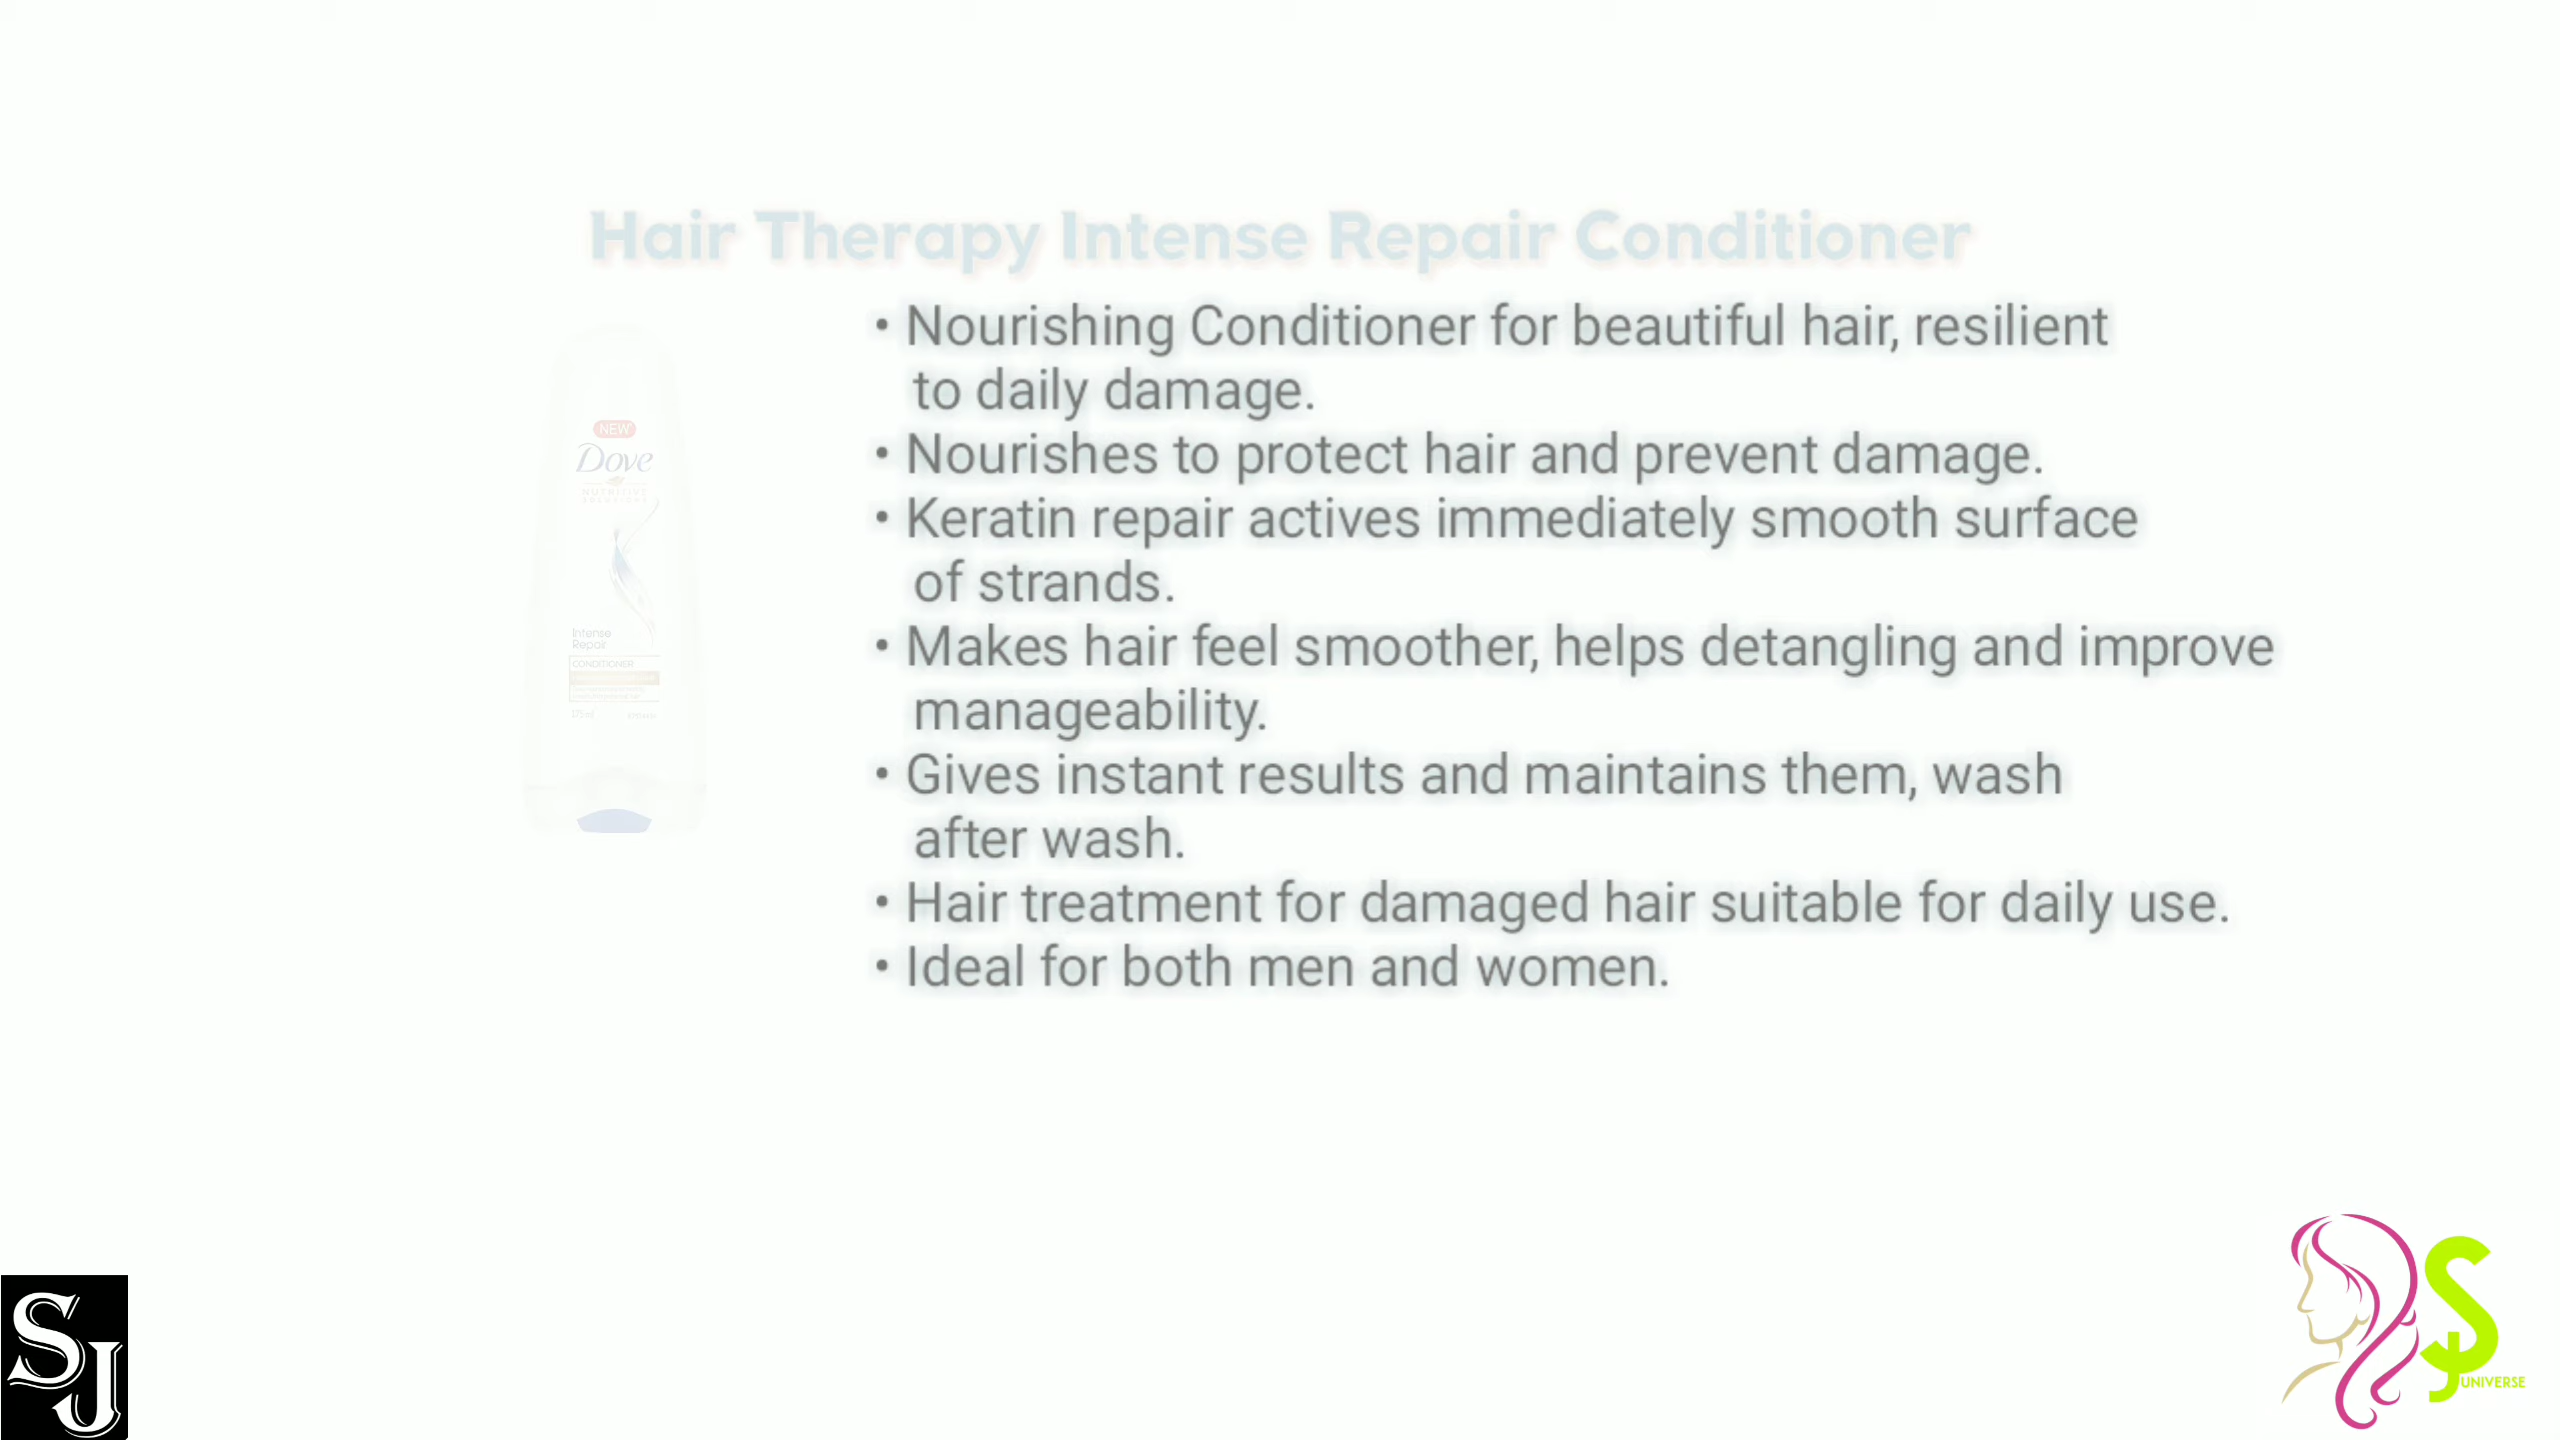 Hair Therapy Intense Repair Conditioner
• Nourishing Conditioner for beautiful hair, resilient
to daily damage.
• Nourishes to protect hair and prevent damage.
• Keratin repair actives immediately smooth surface
of strands.
• Makes hair feel smoother, helps detangling and improve
manageability.
• Gives instant results and maintains them, wash
after wash.
• Hair treatment for damaged hair suitable for daily use.
• Ideal for both men and women.
NEW
Dove
NUTRITIVE
SOLUTIONS
Intense
Repair
CONDITIONER
SJ
SJ
UNIVERSE